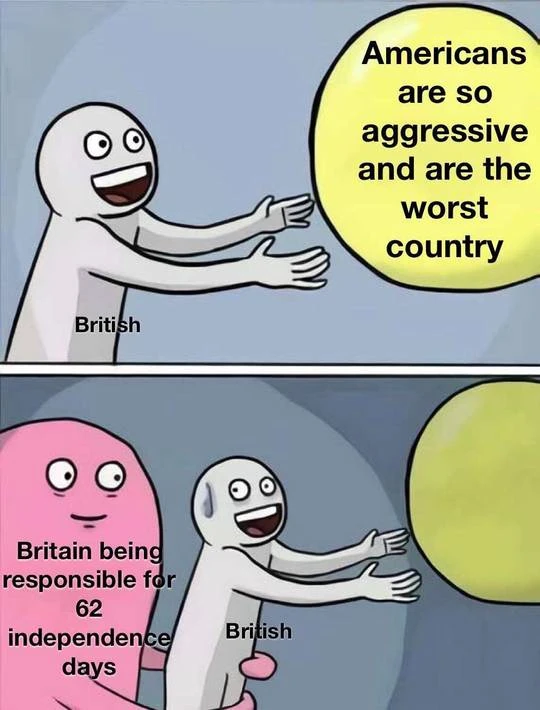 Americans
are so
aggressive
and are the
worst
country
British
Britain being
responsible for
62
independence
days
British